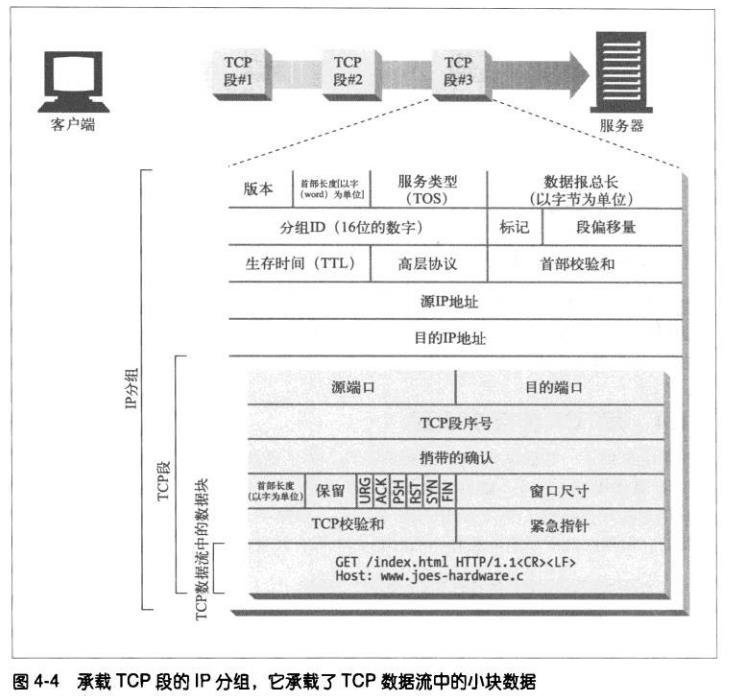 TCP 段#1 TCP 段#2 TCP 段#3
客户端 服务器
版本 首部长度[以字(word)为单位] 服务类型(TOS) 数据报总长(以字节为单位)
分组ID(16位的数字) 标记 段偏移量
生存时间(TTL) 高层协议 首部校验和
源IP地址
目的IP地址
IP分组
TCP段
TCP数据流中的数据块
源端口 目的端口
TCP段序号
捎带的确认
首部长度(以字为单位) 保留 URG ACK PSH RST SYN FIN 窗口尺寸
TCP校验和 紧急指针
GET /index.html HTTP/1.1<CR><LF>
Host: www.joes-hardware.c
图 4-4 承载 TCP 段的 IP 分组，它承载了 TCP 数据流中的小块数据